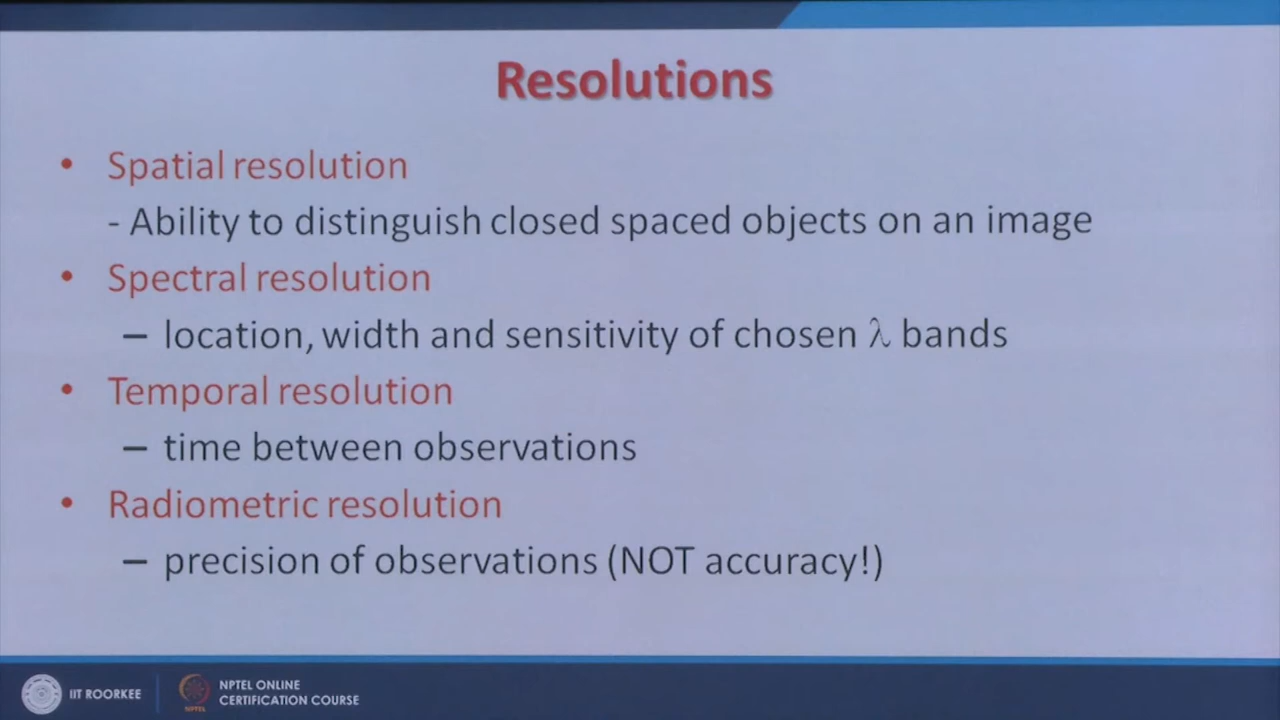 Resolutions
• Spatial resolution
- Ability to distinguish closed spaced objects on an image
• Spectral resolution
– location, width and sensitivity of chosen λ bands
• Temporal resolution
– time between observations
• Radiometric resolution
– precision of observations (NOT accuracy!)
IIT ROORKEE
NPTEL
NPTEL ONLINE
CERTIFICATION COURSE